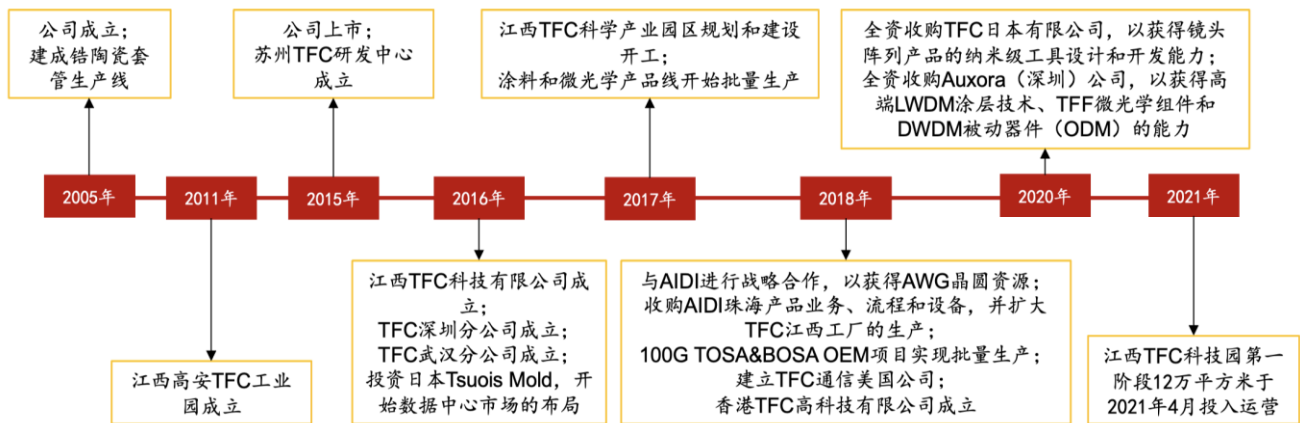 公司成立；
建成锆陶瓷套
管生产线
公司上市；
苏州TFC研发中心
成立
江西TFC科学产业园区规划和建设
开工；
涂料和微光学产品线开始批量生产
全资收购TFC日本有限公司，以获得镜头
阵列产品的纳米级工具设计和开发能力；
全资收购Auxora（深圳）公司，以获得高
端LWDM涂层技术、TFF微光学组件和
DWDM被动器件（ODM）的能力
2005年
2011年
2015年
2016年
2017年
2018年
2020年
2021年
江西高安TFC工业
园成立
江西TFC科技有限公司成
立；
TFC深圳分公司成立；
TFC武汉分公司成立；
投资日本Tsuois Mold，开
始数据中心市场的布局
与AIDI进行战略合作，以获得AWG晶圆资源；
收购AIDI珠海产品业务、流程和设备，并扩大
TFC江西工厂的生产；
100G TOSA&BOSA OEM项目实现批量生产；
建立TFC通信美国公司；
香港TFC高科技有限公司成立
江西TFC科技园第一
阶段12万平方米于
2021年4月投入运营